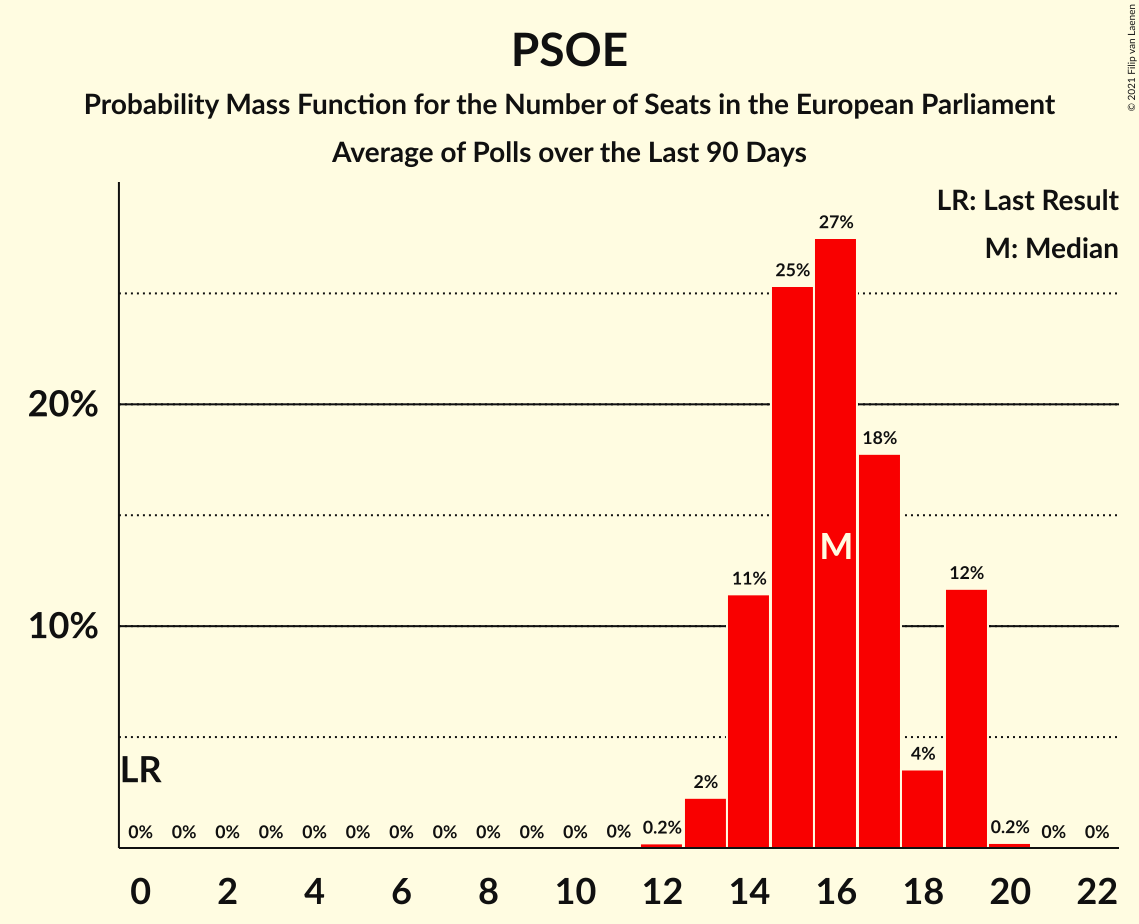 PSOE
Probability Mass Function for the Number of Seats in the European Parliament
Average of Polls over the Last 90 Days
© 2021 Filip van Laenen
LR: Last Result
M: Median
27%
25%
20%
18%
M
11%
12%
10%
LR
4%
2%
0% 0% 0% 0% 0% 0% 0% 0% 0% 0% 0% 0% 0.2% 0.2% 0% 0%
0 2 4 6 8 10 12 14 16 18 20 22